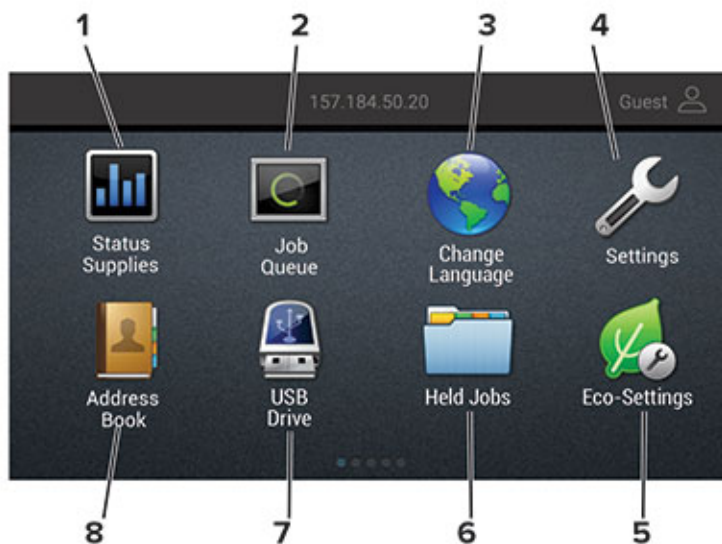 1 2 3 4
157.184.50.20 Guest
Status
Supplies
Job
Queue
Change
Language
Settings
Address
Book
USB
Drive
Held Jobs
Eco-Settings
8 7 6 5